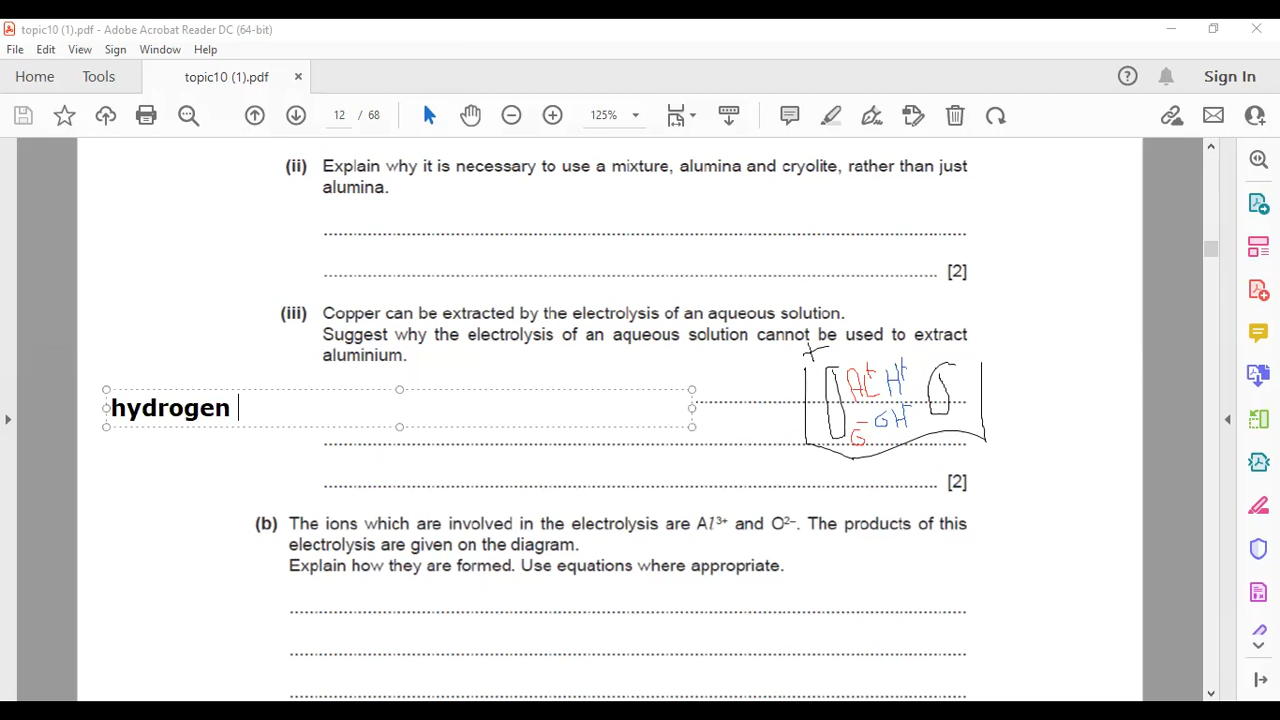 topic10 (1).pdf - Adobe Acrobat Reader DC (64-bit)
File Edit View Sign Window Help
Home Tools topic10 (1).pdf × Sign In
12 / 68 125%
(ii) Explain why it is necessary to use a mixture, alumina and cryolite, rather than just
alumina.
[2]
(iii) Copper can be extracted by the electrolysis of an aqueous solution.
Suggest why the electrolysis of an aqueous solution cannot be used to extract
aluminium.
+
Al+ H+
hydrogen
OH-
[2]
(b) The ions which are involved in the electrolysis are Al³⁺ and O²⁻. The products of this
electrolysis are given on the diagram.
Explain how they are formed. Use equations where appropriate.